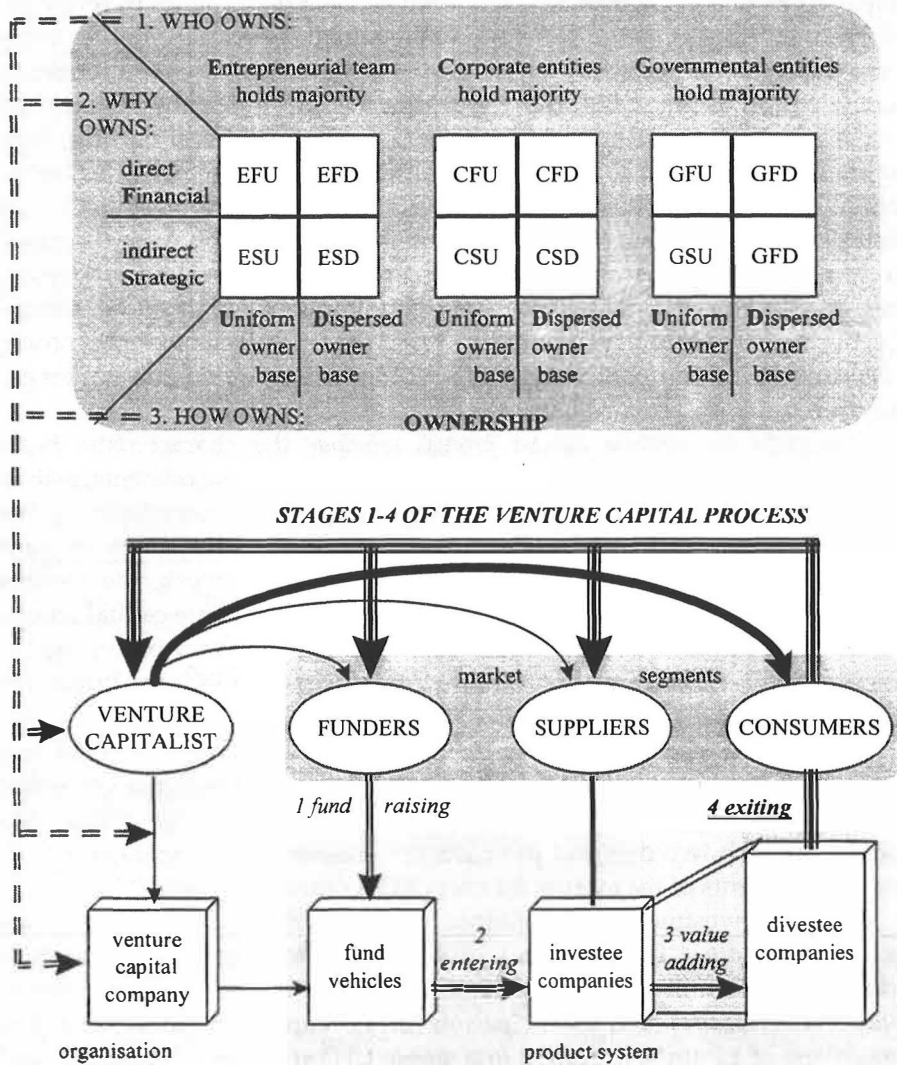 1. WHO OWNS:
Entrepreneurial team
holds majority
Corporate entities
hold majority
Governmental entities
hold majority
2. WHY
OWNS:
direct
Financial
EFU EFD CFU CFD GFU GFD
indirect
Strategic
ESU ESD CSU CSD GSU GFD
Uniform
owner
base
Dispersed
owner
base
Uniform
owner
base
Dispersed
owner
base
Uniform
owner
base
Dispersed
owner
base
3. HOW OWNS:
OWNERSHIP
STAGES 1-4 OF THE VENTURE CAPITAL PROCESS
market segments
VENTURE
CAPITALIST
FUNDERS
SUPPLIERS
CONSUMERS
1 fund raising
4 exiting
venture
capital
company
fund
vehicles
2
entering
investee
companies
3 value
adding
divestee
companies
organisation
product system